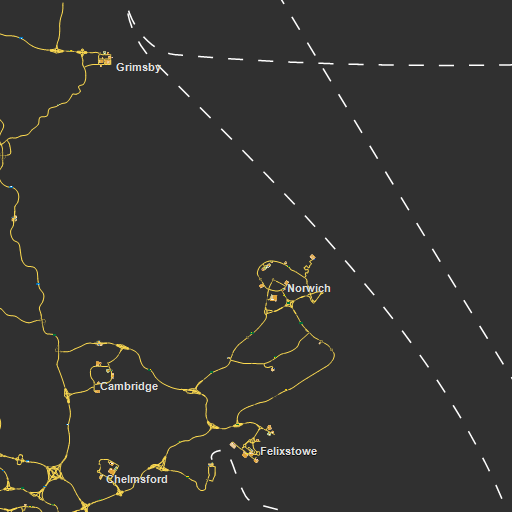 Grimsby
Norwich
Cambridge
Felixstowe
Chelmsford